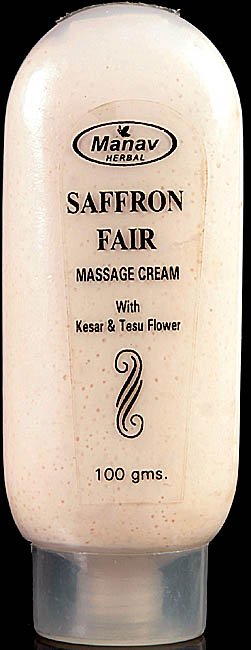 Manav
HERBAL
SAFFRON
FAIR
MASSAGE CREAM
With
Kesar & Tesu Flower
100 gms.